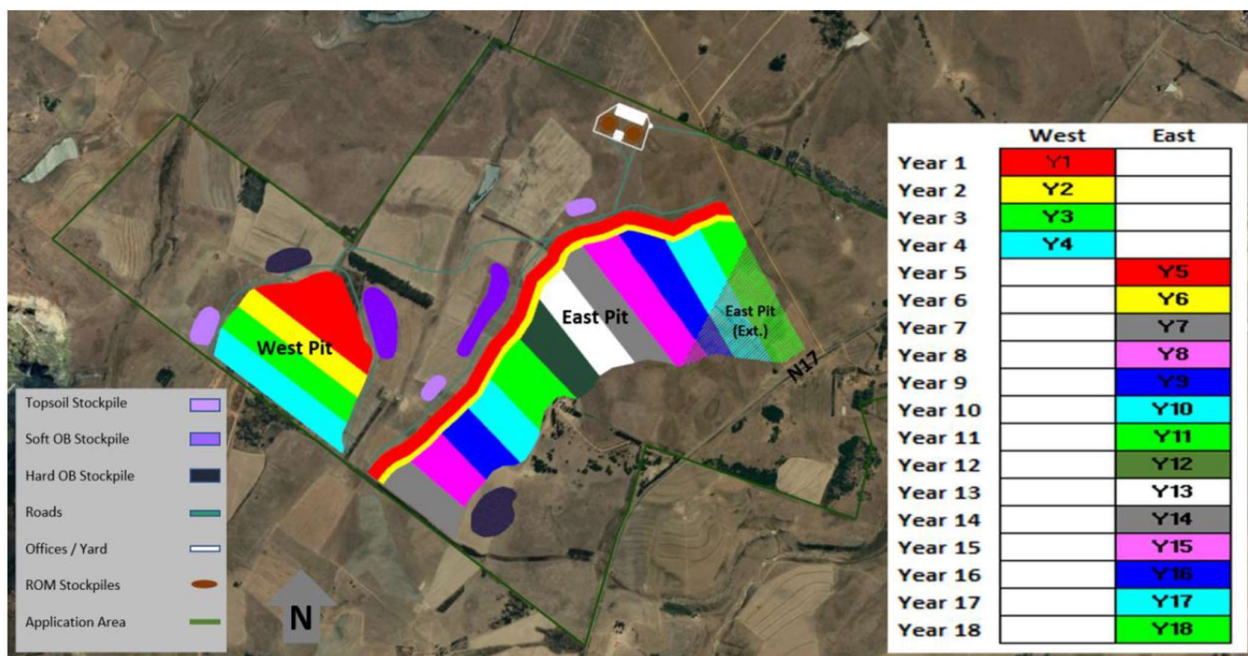 West East
Year 1 Y1
Year 2 Y2
Year 3 Y3
Year 4 Y4
Year 5 Y5
Year 6 Y6
Year 7 Y7
Year 8 Y8
Year 9 Y9
Year 10 Y10
Year 11 Y11
Year 12 Y12
Year 13 Y13
Year 14 Y14
Year 15 Y15
Year 16 Y16
Year 17 Y17
Year 18 Y18
East Pit
East Pit
(Ext.)
West Pit
N17
Topsoil Stockpile
Soft OB Stockpile
Hard OB Stockpile
Roads
Offices / Yard
ROM Stockpiles
Application Area
N